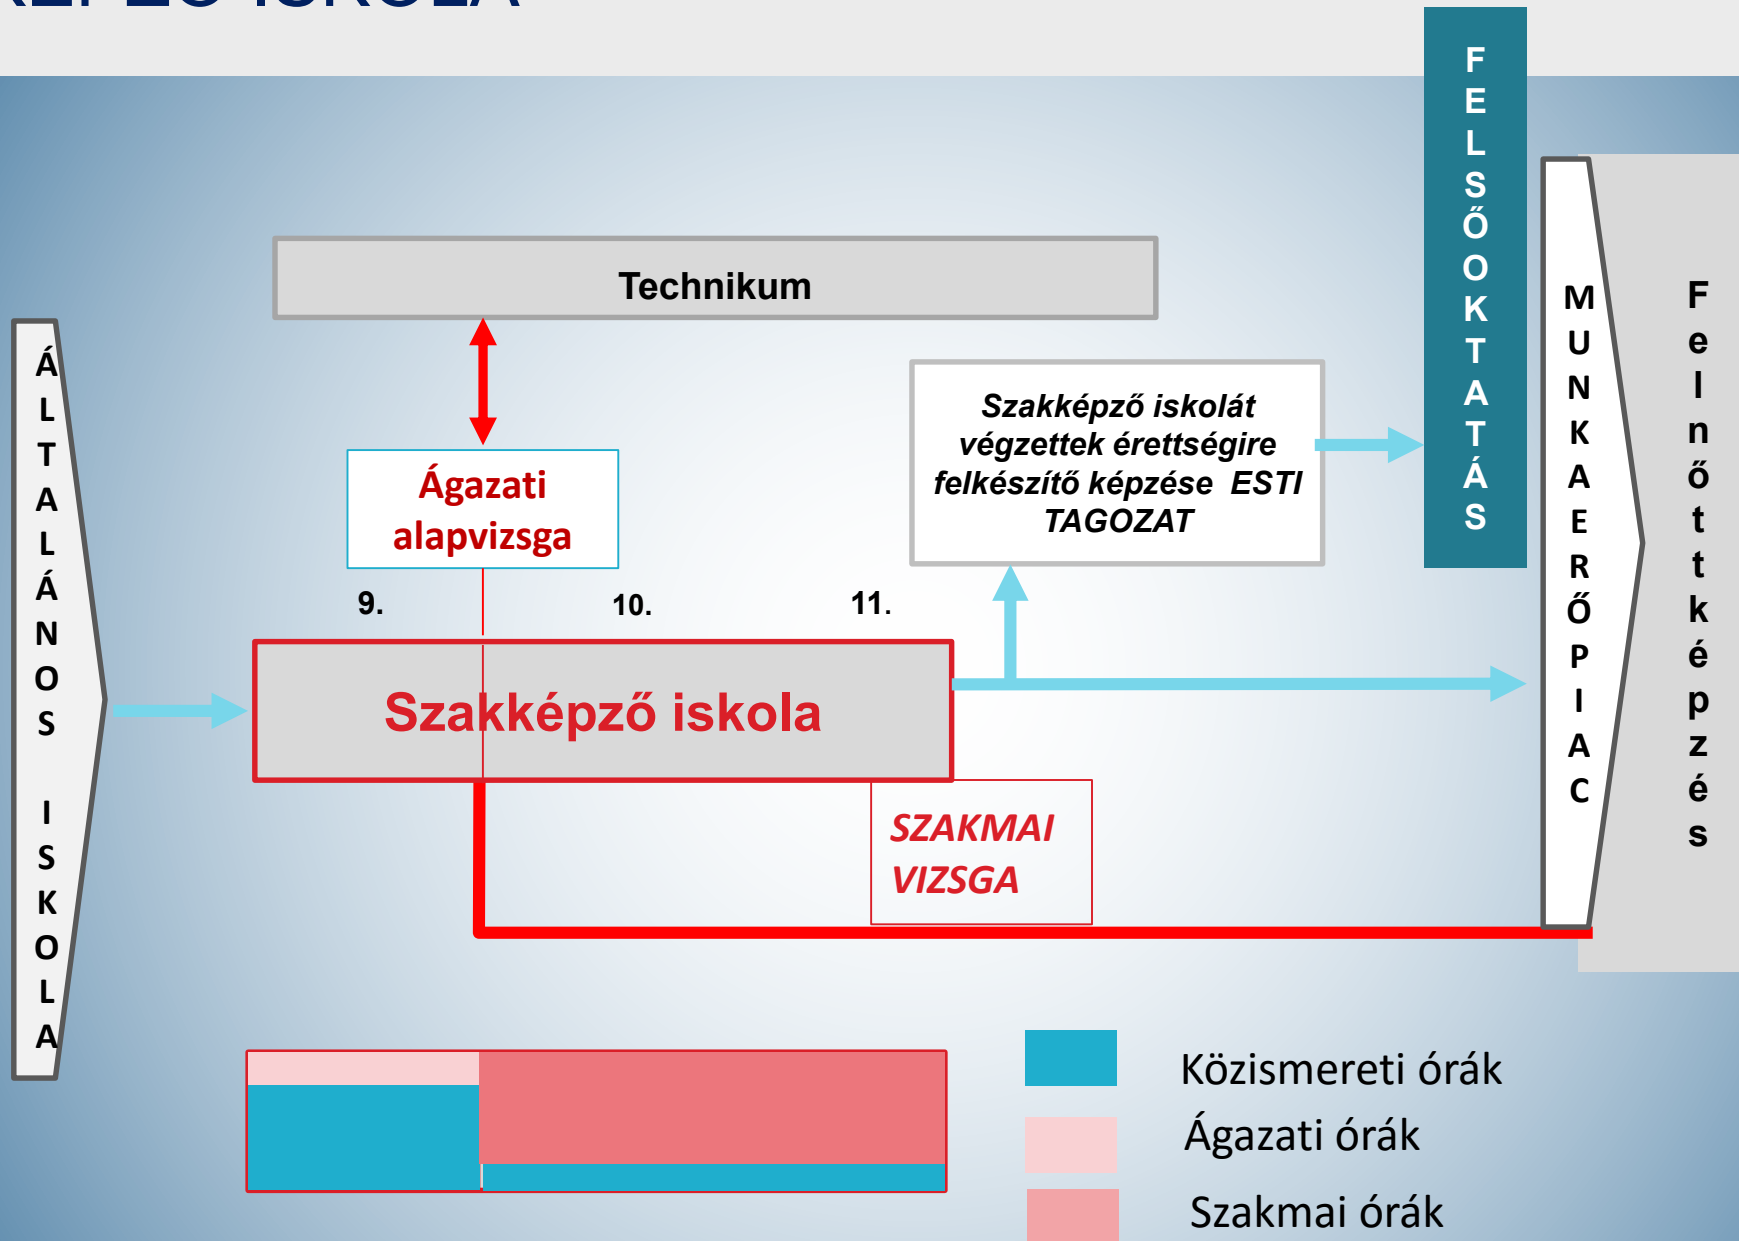 ISKOLA
FELSŐOKTATÁS
Technikum
ÁLTALÁNOS ISKOLA
MUNKAERŐPIAC
Felnőttképzés
Szakképző iskolát
végzettek érettségire
felkészítő képzése ESTI
TAGOZAT
Ágazati
alapvizsga
9.
10.
11.
Szakképző iskola
SZAKMAI
VIZSGA
Közismereti órák
Ágazati órák
Szakmai órák